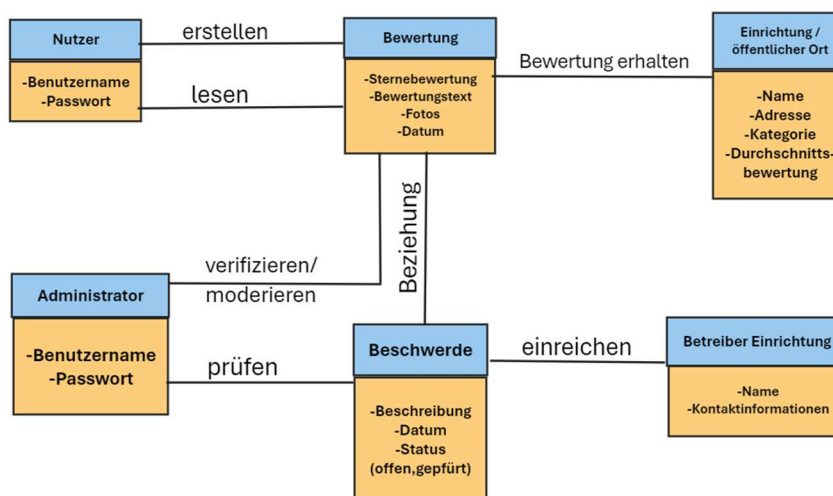 Nutzer
-Benutzername
-Passwort
erstellen
lesen
Bewertung
-Sternebewertung
-Bewertungstext
-Fotos
-Datum
Bewertung erhalten
Einrichtung /
öffentlicher Ort
-Name
-Adresse
-Kategorie
-Durchschnitts-
bewertung
verifizieren/
moderieren
Beziehung
Administrator
-Benutzername
-Passwort
prüfen
Beschwerde
-Beschreibung
-Datum
-Status
(offen,gepfürt)
einreichen
Betreiber Einrichtung
-Name
-Kontaktinformationen